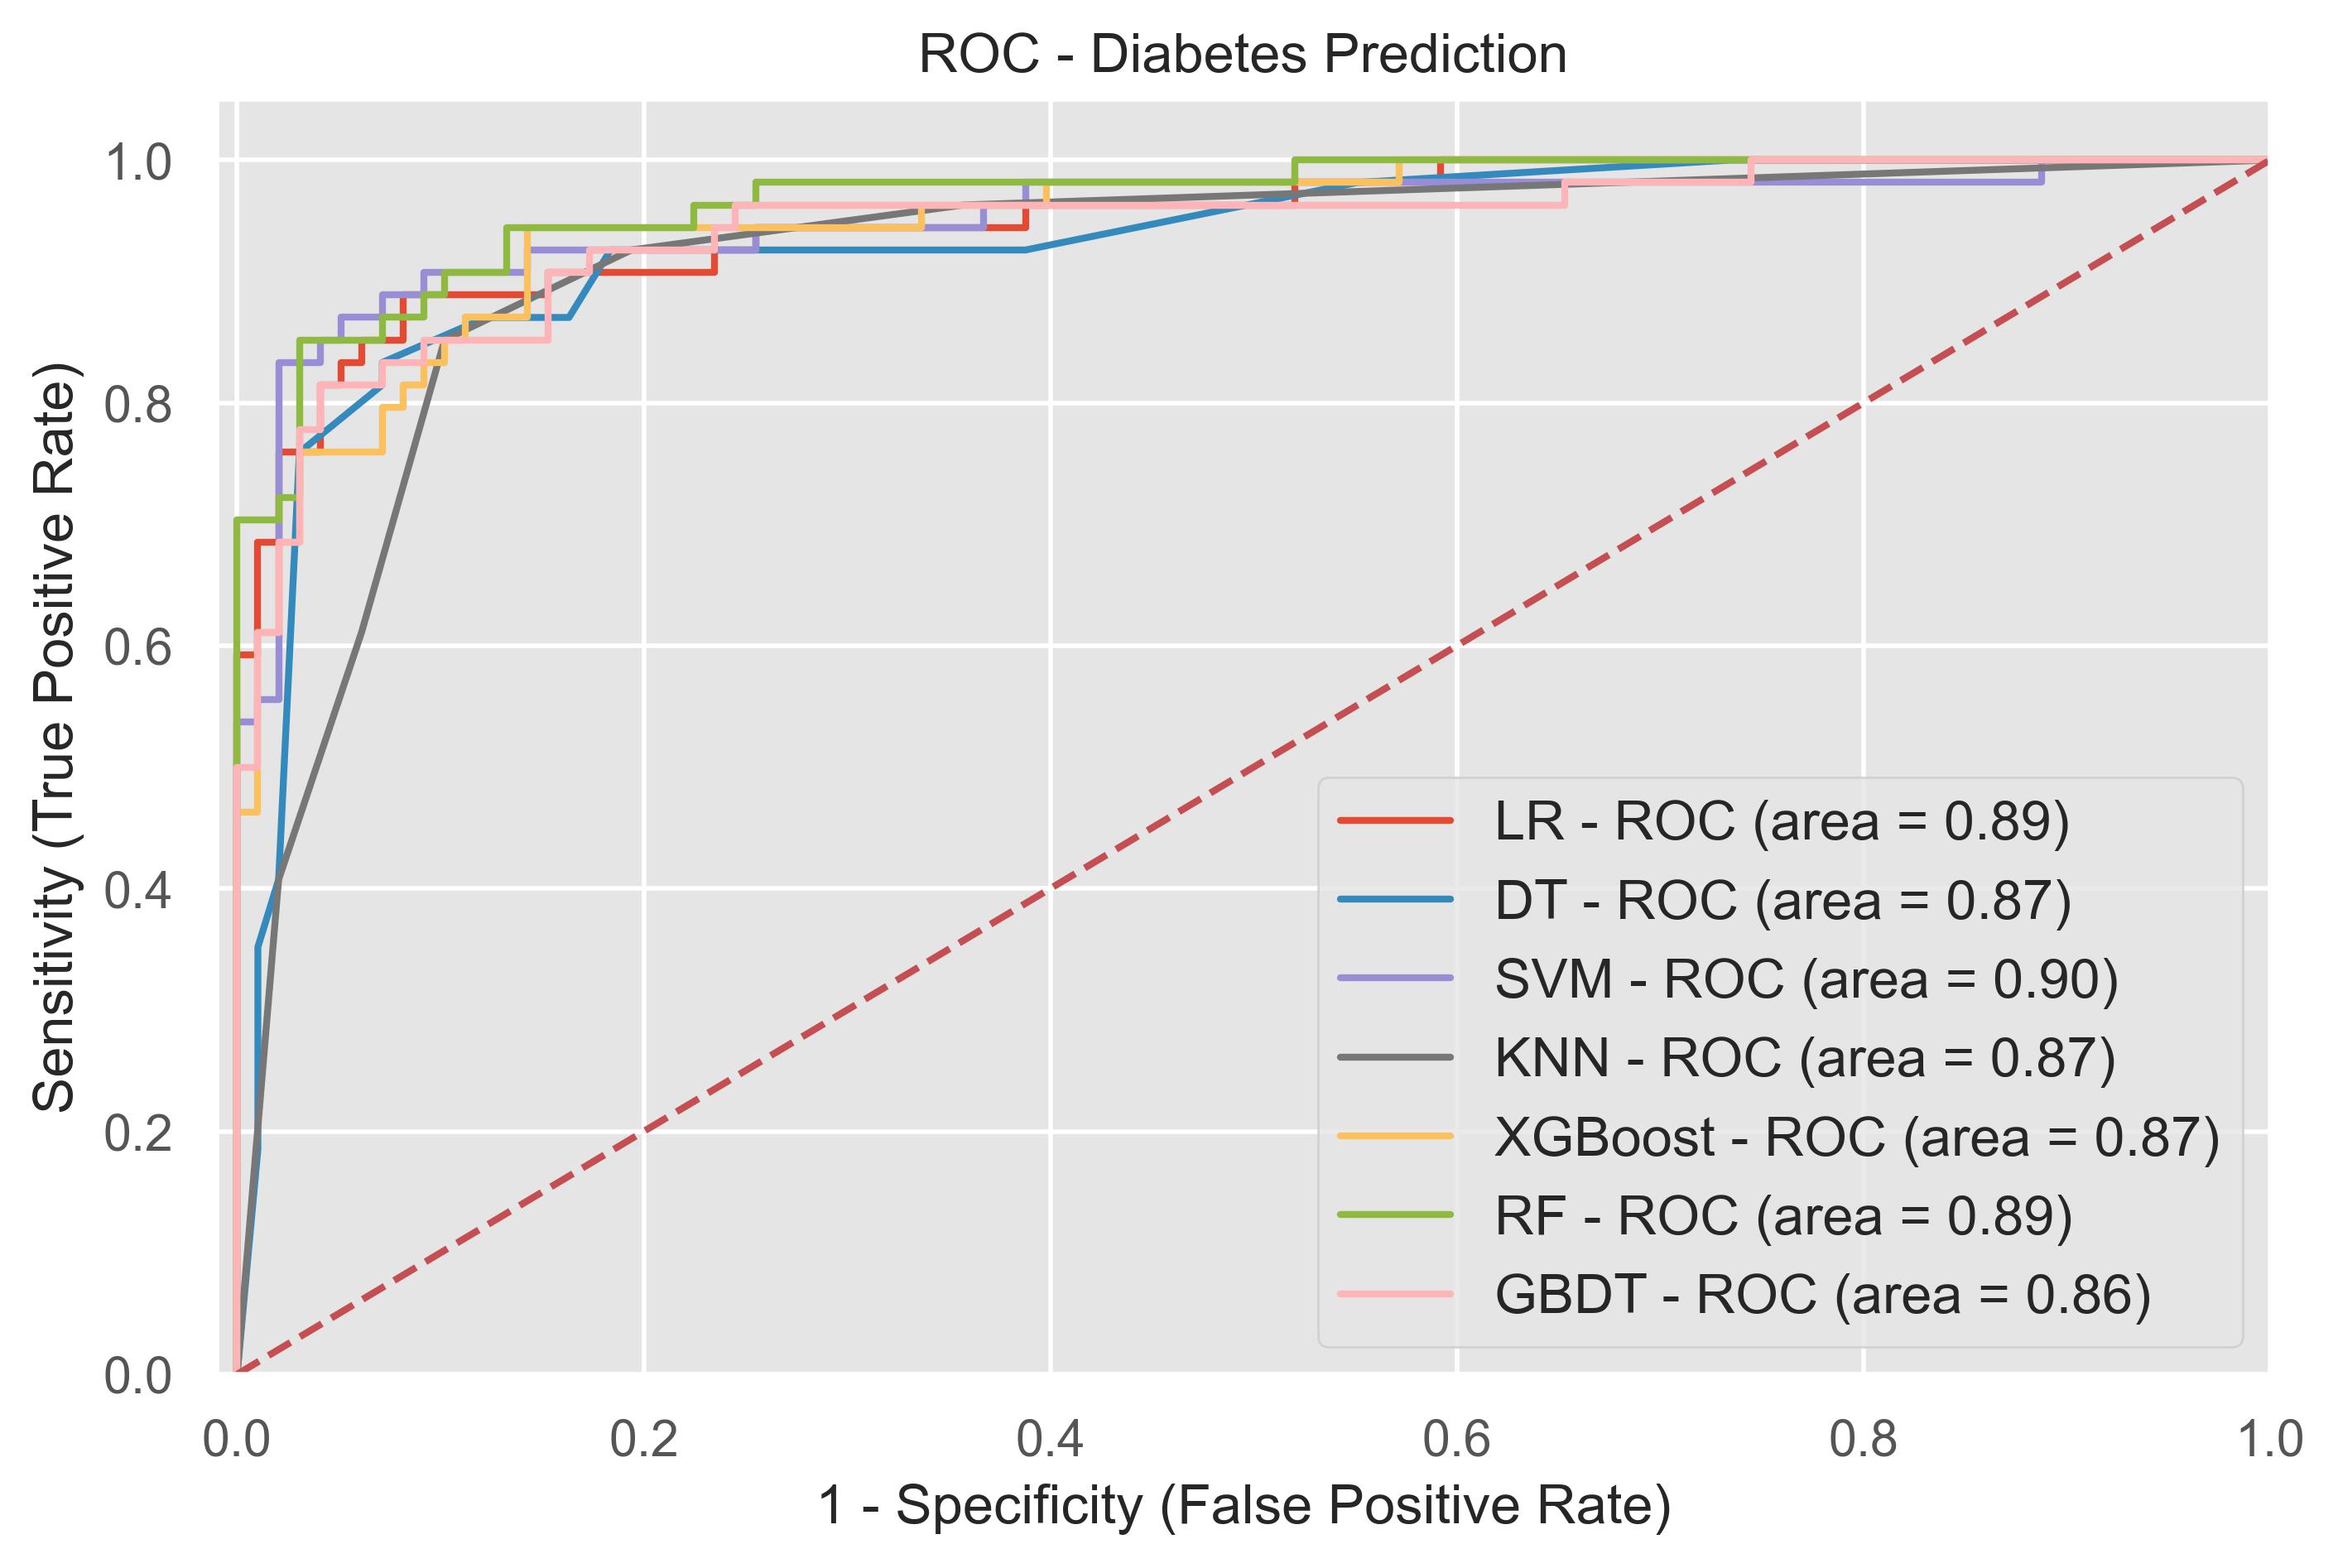 ROC - Diabetes Prediction
Sensitivity (True Positive Rate)
1.0
0.8
0.6
0.4
0.2
0.0
LR - ROC (area = 0.89)
DT - ROC (area = 0.87)
SVM - ROC (area = 0.90)
KNN - ROC (area = 0.87)
XGBoost - ROC (area = 0.87)
RF - ROC (area = 0.89)
GBDT - ROC (area = 0.86)
0.0 0.2 0.4 0.6 0.8 1.0
1 - Specificity (False Positive Rate)